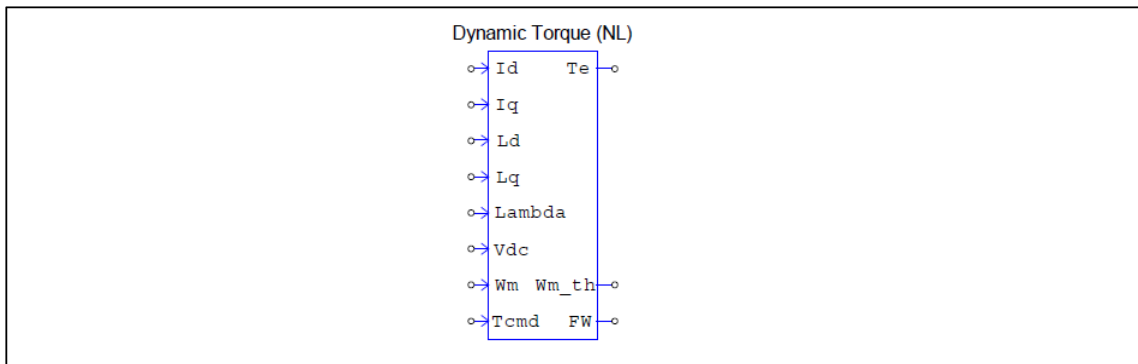 Dynamic Torque (NL)
Id Te
Iq
Ld
Lq
Lambda
Vdc
Wm Wm_th
Tcmd FW